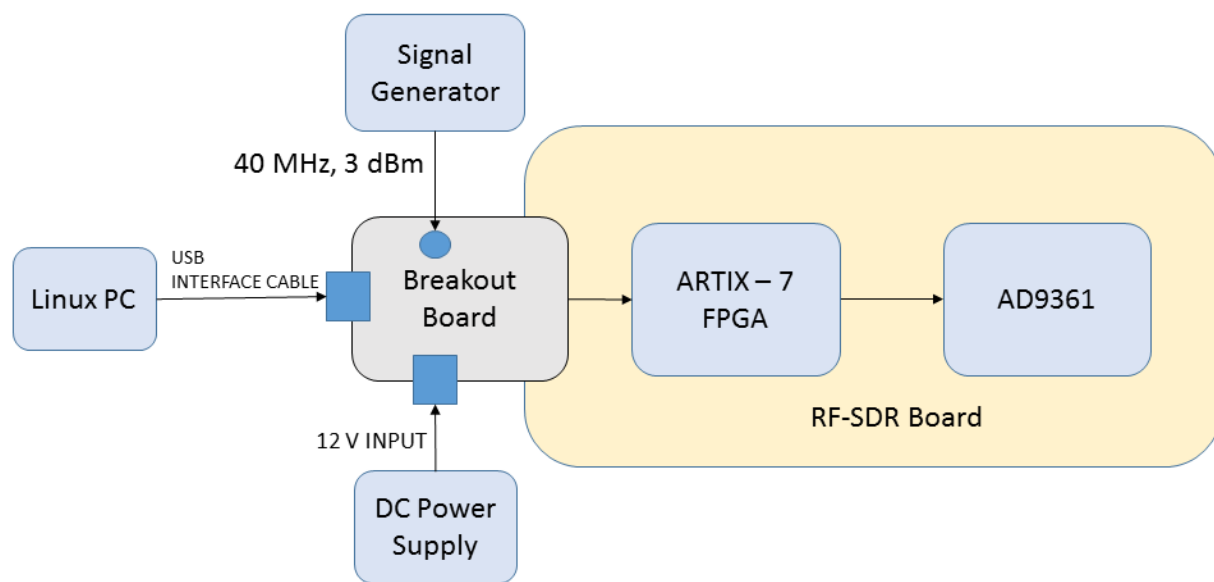 Signal
Generator
40 MHz, 3 dBm
USB
INTERFACE CABLE
Linux PC
Breakout
Board
ARTIX – 7
FPGA
AD9361
RF-SDR Board
12 V INPUT
DC Power
Supply